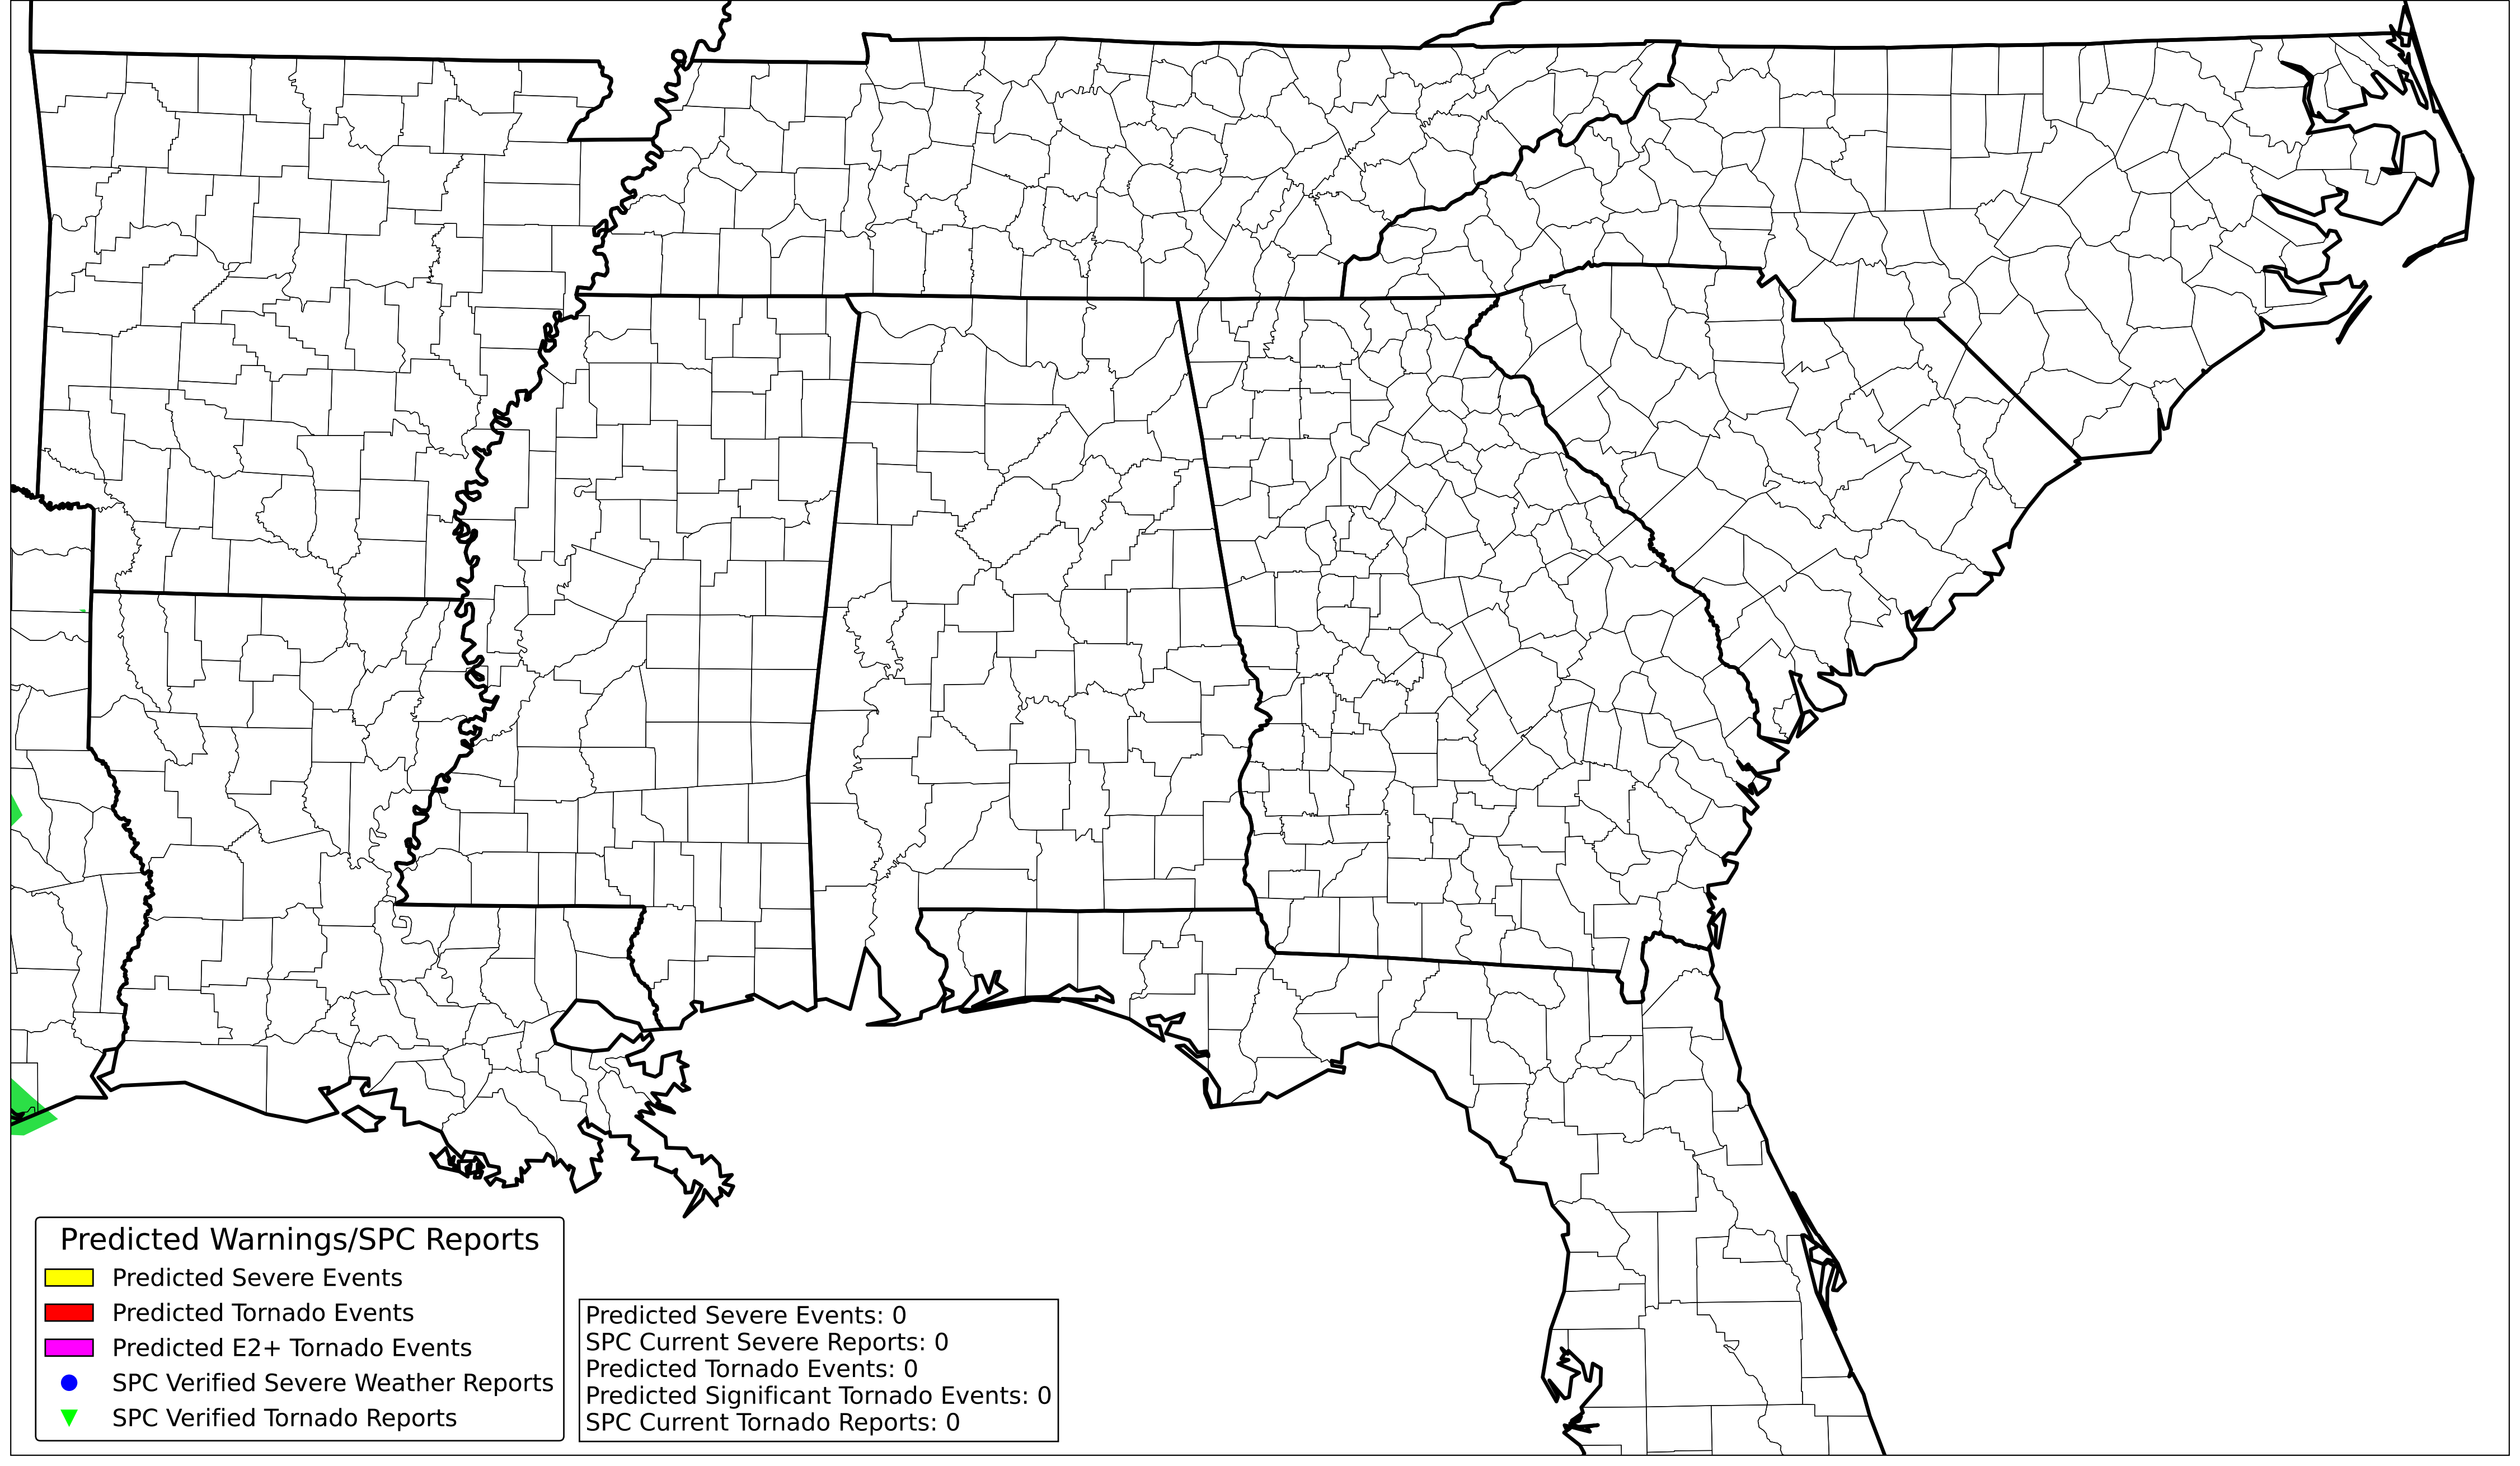 Predicted Warnings/SPC Reports
Predicted Severe Events
Predicted Tornado Events
Predicted E2+ Tornado Events
SPC Verified Severe Weather Reports
SPC Verified Tornado Reports
Predicted Severe Events: 0
SPC Current Severe Reports: 0
Predicted Tornado Events: 0
Predicted Significant Tornado Events: 0
SPC Current Tornado Reports: 0